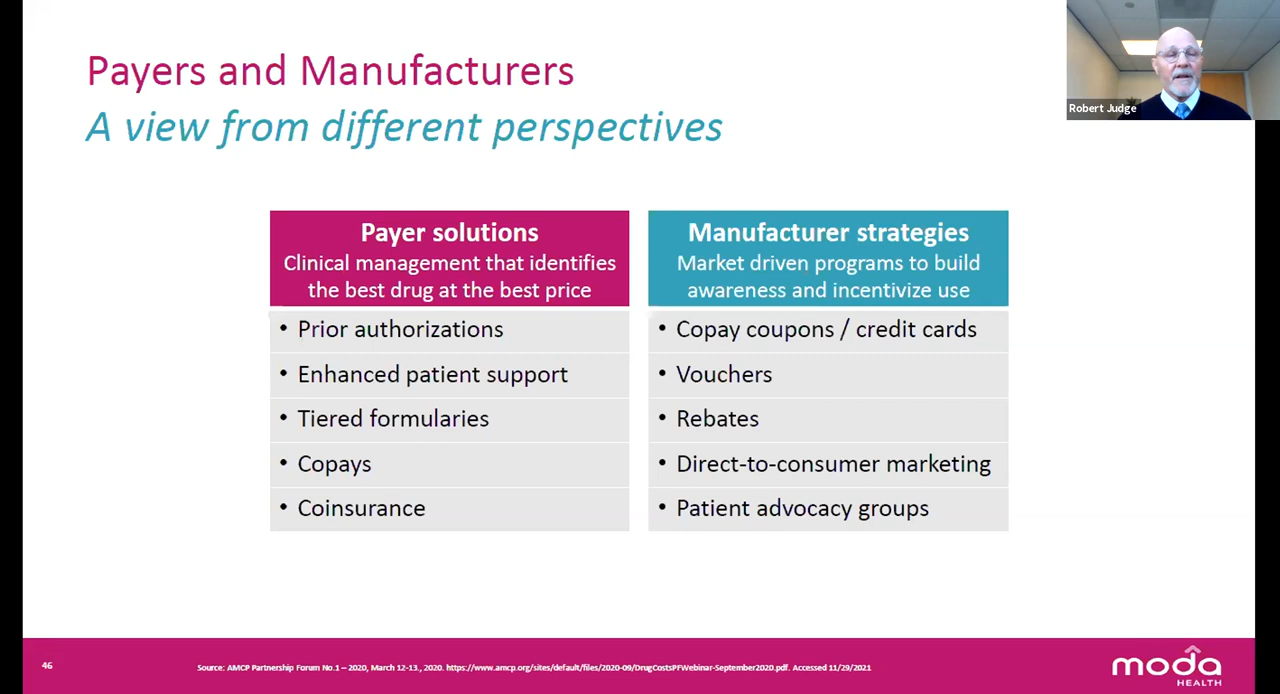 Payers and Manufacturers
A view from different perspectives
Robert Judge
Payer solutions
Clinical management that identifies
the best drug at the best price
• Prior authorizations
• Enhanced patient support
• Tiered formularies
• Copays
• Coinsurance
Manufacturer strategies
Market driven programs to build
awareness and incentivize use
• Copay coupons / credit cards
• Vouchers
• Rebates
• Direct-to-consumer marketing
• Patient advocacy groups
46
Source: AMCP Partnership Forum No.1 – 2020, March 12-13., 2020. https://www.amcp.org/sites/default/files/2020-09/DrugCostsPFWebinar-September2020.pdf. Accessed 11/29/2021
moda
HEALTH